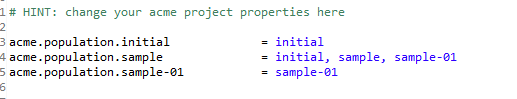 1 # HINT: change your acme project properties here
2
3 acme.population.initial = initial
4 acme.population.sample = initial, sample, sample-01
5 acme.population.sample-01 = sample-01
6